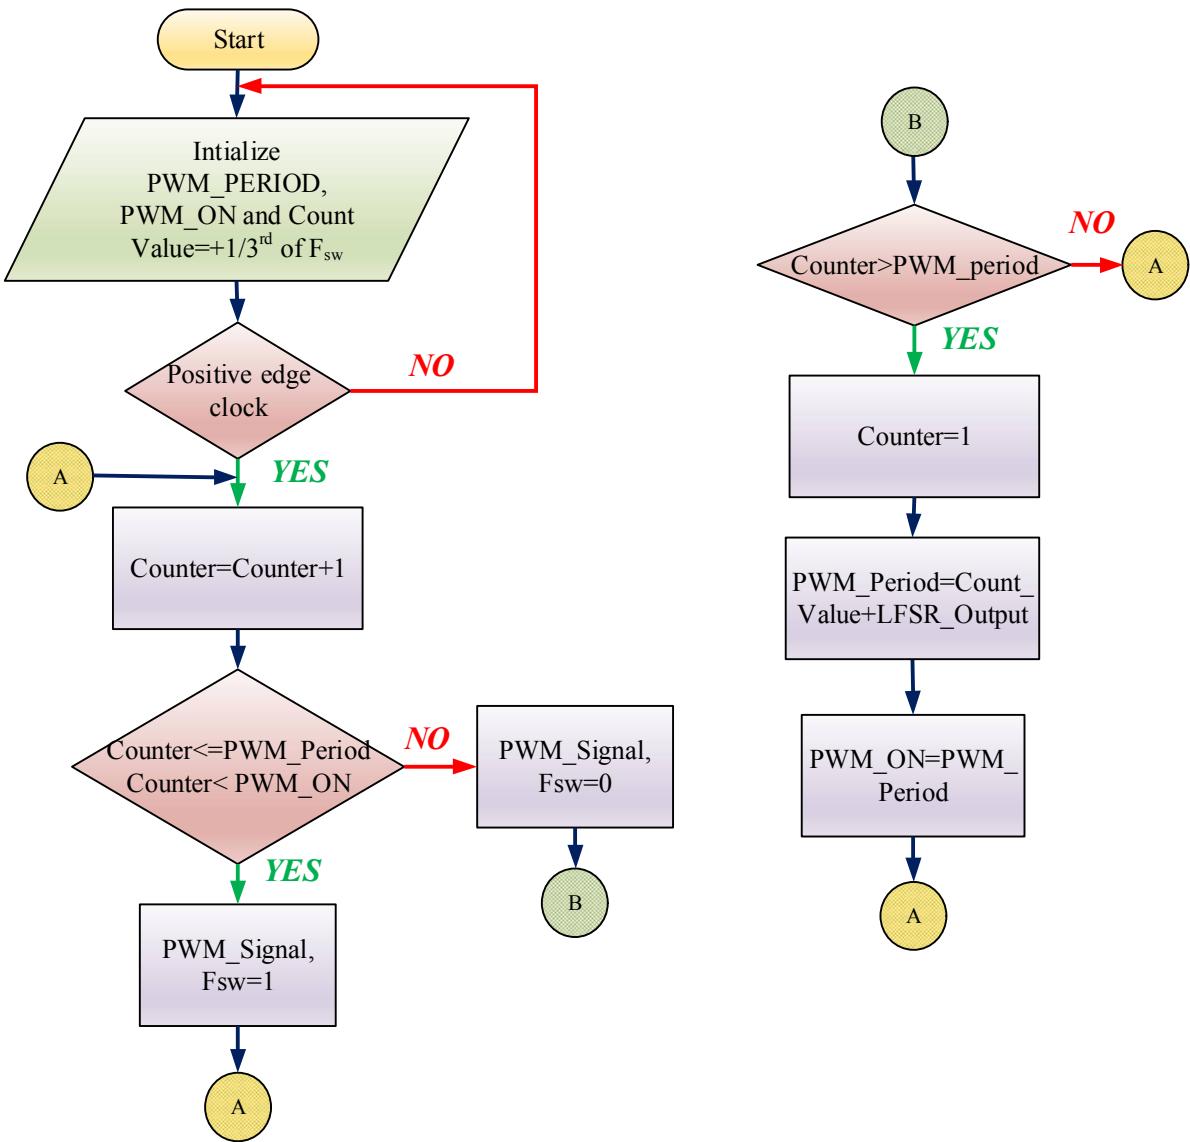 Start
Intialize
PWM_PERIOD,
PWM_ON and Count
Value=+1/3rd of Fsw
Positive edge
clock
NO
A
YES
Counter=Counter+1
Counter<=PWM_Period
Counter< PWM_ON
NO
PWM_Signal,
Fsw=0
B
YES
PWM_Signal,
Fsw=1
A
B
Counter>PWM_period
NO
A
YES
Counter=1
PWM_Period=Count_
Value+LFSR_Output
PWM_ON=PWM_
Period
A